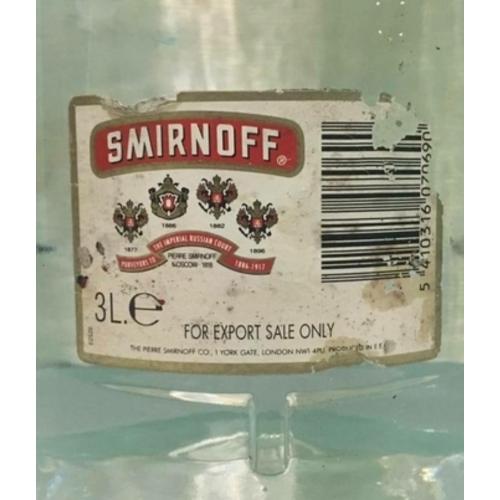 SMIRNOFF ®
1877 1886 1882 1896
PURVEYORS TO THE IMPERIAL RUSSIAN COURT 1886-1917
PIERRE SMIRNOFF
MOSCOW · 1818
3L.e
FOR EXPORT SALE ONLY
THE PIERRE SMIRNOFF CO., 1 YORK GATE, LONDON NW1 4PU PRODUCED IN E.E.C
5 410316 070690